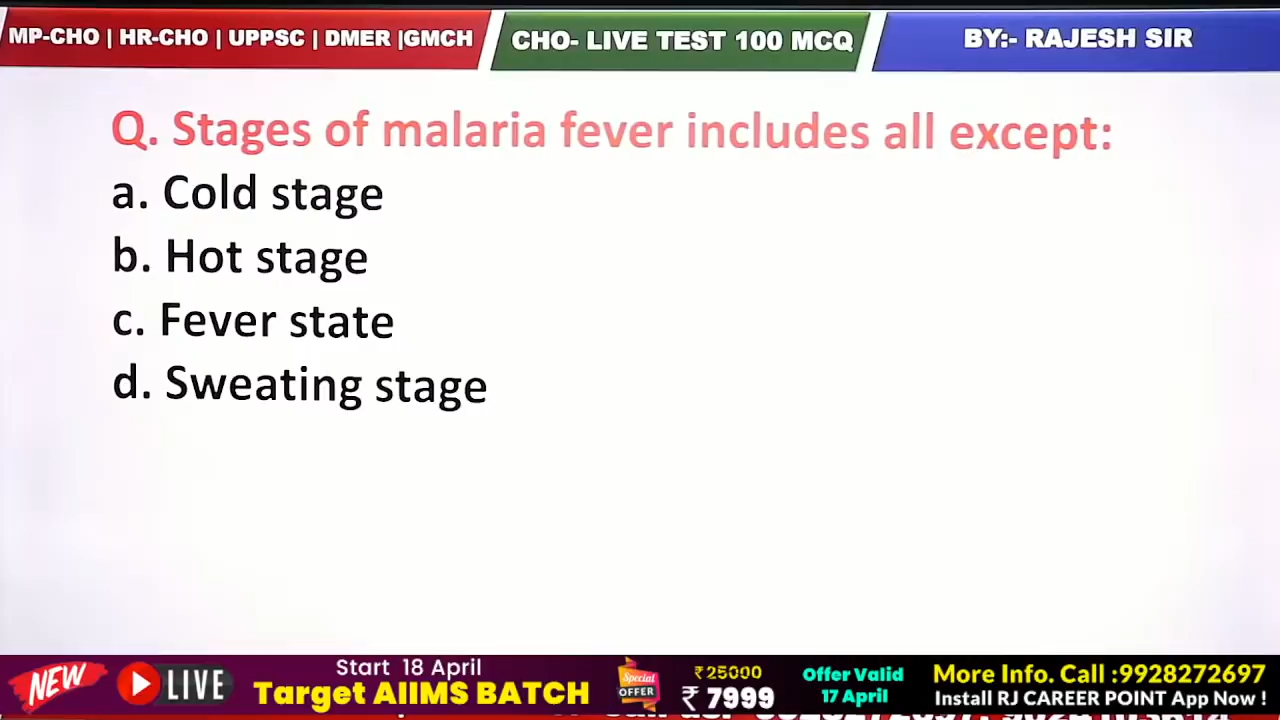 MP-CHO | HR-CHO | UPPSC | DMER |GMCH
CHO- LIVE TEST 100 MCQ
BY:- RAJESH SIR
Q. Stages of malaria fever includes all except:
a. Cold stage
b. Hot stage
c. Fever state
d. Sweating stage
NEW
LIVE
Start 18 April
Target AIIMS BATCH
Special
OFFER
₹25000
₹ 7999
Offer Valid
17 April
More Info. Call :9928272697
Install RJ CAREER POINT App Now !